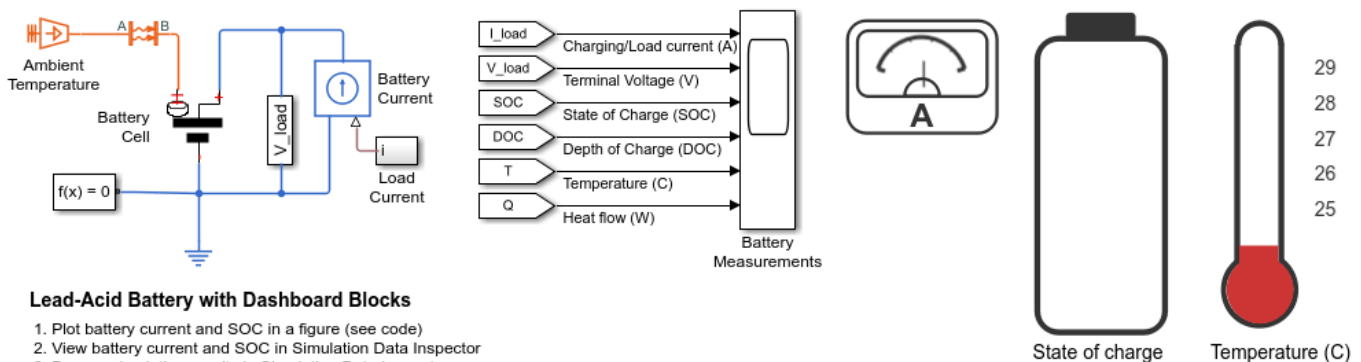 A B
Ambient
Temperature
Battery
Cell
V_load
Battery
Current
i
Load
Current
f(x) = 0
I_load
Charging/Load current (A)
V_load
Terminal Voltage (V)
SOC
State of Charge (SOC)
DOC
Depth of Charge (DOC)
T
Temperature (C)
Q
Heat flow (W)
Battery
Measurements
A
29
28
27
26
25
State of charge
Temperature (C)
Lead-Acid Battery with Dashboard Blocks
1. Plot battery current and SOC in a figure (see code)
2. View battery current and SOC in Simulation Data Inspector